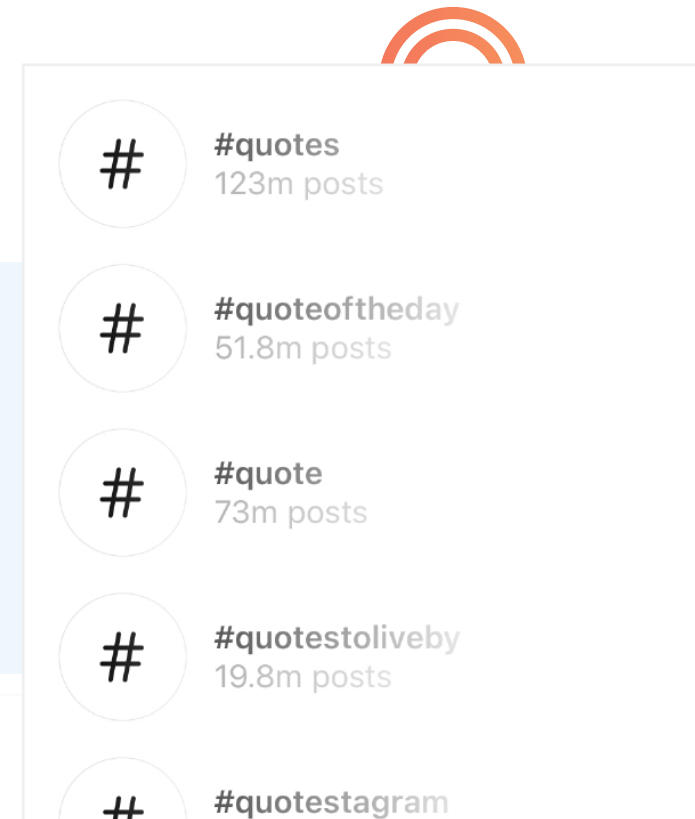 #quotes
123m posts
#quoteoftheday
51.8m posts
#quote
73m posts
#quotestoliveby
19.8m posts
#quotestagram